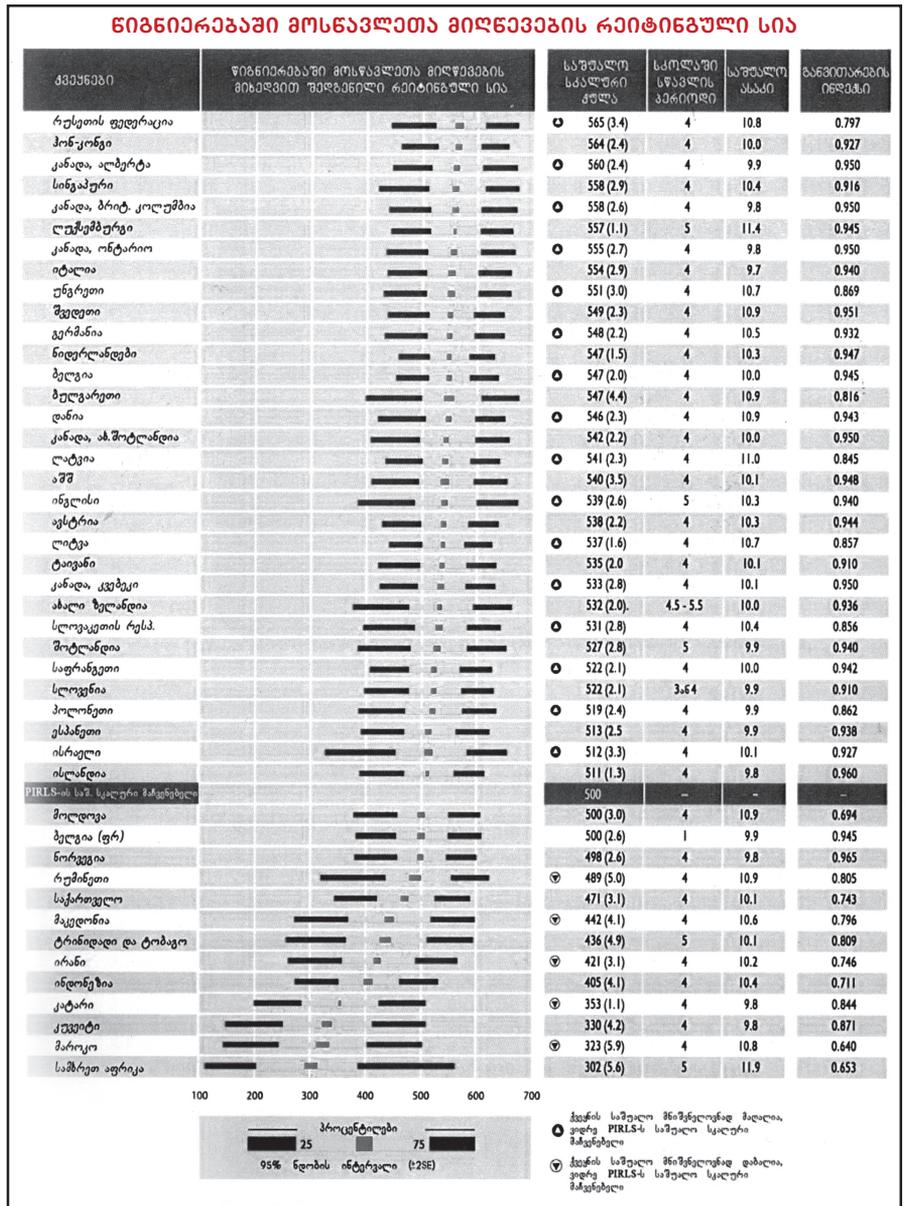 წიგნიერებაში მოსწავლეთა მიღწევების რეიტინგული სია
ქვეყნები წიგნიერებაში მოსწავლეთა მიღწევების მიხედვით შედგენილი რეიტინგული სია საშუალო სკალური ქულა სკოლაში სწავლის პერიოდი საშუალო ასაკი განვითარების ინდექსი
რუსეთის ფედერაცია 565 (3.4) 4 10.8 0.797
ჰონ-კონგი 564 (2.4) 4 10.0 0.927
კანადა, ალბერტა 560 (2.4) 4 9.9 0.950
სინგაპური 558 (2.9) 4 10.4 0.916
კანადა, ბრიტ. კოლუმბია 558 (2.6) 4 9.8 0.950
ლუქსემბურგი 557 (1.1) 5 11.4 0.945
კანადა, ონტარიო 555 (2.7) 4 9.8 0.950
იტალია 554 (2.9) 4 9.7 0.940
უნგრეთი 551 (3.0) 4 10.7 0.869
შვედეთი 549 (2.3) 4 10.9 0.951
გერმანია 548 (2.2) 4 10.5 0.932
ნიდერლანდები 547 (1.5) 4 10.3 0.947
ბელგია 547 (2.0) 4 10.0 0.945
ბულგარეთი 547 (4.4) 4 10.9 0.816
დანია 546 (2.3) 4 10.9 0.943
კანადა, ახ.შოტლანდია 542 (2.2) 4 10.0 0.950
ლატვია 541 (2.3) 4 11.0 0.845
აშშ 540 (3.5) 4 10.1 0.948
ინგლისი 539 (2.6) 5 10.3 0.940
ავსტრია 538 (2.2) 4 10.3 0.944
ლიტვა 537 (1.6) 4 10.7 0.857
ტაივანი 535 (2.0 4 10.1 0.910
კანადა, კვებეკი 533 (2.8) 4 10.1 0.950
ახალი ზელანდია 532 (2.0). 4.5 - 5.5 10.0 0.936
სლოვაკეთის რესპ. 531 (2.8) 4 10.4 0.856
შოტლანდია 527 (2.8) 5 9.9 0.940
საფრანგეთი 522 (2.1) 4 10.0 0.942
სლოვენია 522 (2.1) 3ან4 9.9 0.910
პოლონეთი 519 (2.4) 4 9.9 0.862
ესპანეთი 513 (2.5 4 9.9 0.938
ისრაელი 512 (3.3) 4 10.1 0.927
ისლანდია 511 (1.3) 4 9.8 0.960
PIRLS-ის საშ. სკალური მაჩვენებელი 500 – – –
მოლდოვა 500 (3.0) 4 10.9 0.694
ბელგია (ფრ) 500 (2.6) 1 9.9 0.945
ნორვეგია 498 (2.6) 4 9.8 0.965
რუმინეთი 489 (5.0) 4 10.9 0.805
საქართველო 471 (3.1) 4 10.1 0.743
მაკედონია 442 (4.1) 4 10.6 0.796
ტრინიდადი და ტობაგო 436 (4.9) 5 10.1 0.809
ირანი 421 (3.1) 4 10.2 0.746
ინდონეზია 405 (4.1) 4 10.4 0.711
კატარი 353 (1.1) 4 9.8 0.844
კუვეიტი 330 (4.2) 4 9.8 0.871
მაროკო 323 (5.9) 4 10.8 0.640
სამხრეთ აფრიკა 302 (5.6) 5 11.9 0.653
100 200 300 400 500 600 700
პროცენტილები
25 75
95% ნდობის ინტერვალი (±2SE)
ქვეყნის საშუალო მნიშვნელოვნად მაღალია,
ვიდრე PIRLS-ს საშუალო სკალური
მაჩვენებელი
ქვეყნის საშუალო მნიშვნელოვნად დაბალია,
ვიდრე PIRLS-ს საშუალო სკალური
მაჩვენებელი